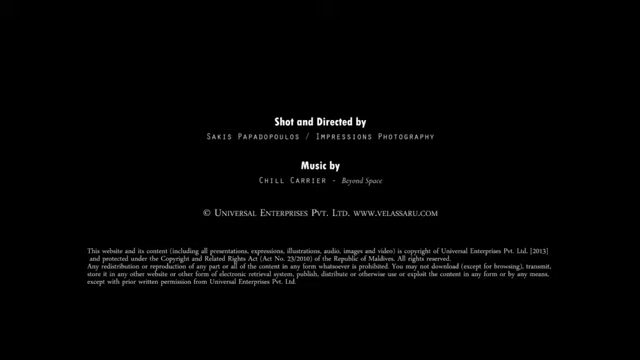 Shot and Directed by
Sakis Papadopoulos / Impressions Photography
Music by
Chill Carrier - Beyond Space
© Universal Enterprises Pvt. Ltd. www.velassaru.com
This website and its content (including all presentations, expressions, illustrations, audio, images and video) is copyright of Universal Enterprises Pvt. Ltd. [2013]
and protected under the Copyright and Related Rights Act (Act No. 23/2010) of the Republic of Maldives. All rights reserved.
Any redistribution or reproduction of any part or all of the content in any form whatsoever is prohibited. You may not download (except for browsing), transmit,
store it in any other website or other form of electronic retrieval system, publish, distribute or otherwise use or exploit the content in any form or by any means,
except with prior written permission from Universal Enterprises Pvt Ltd.